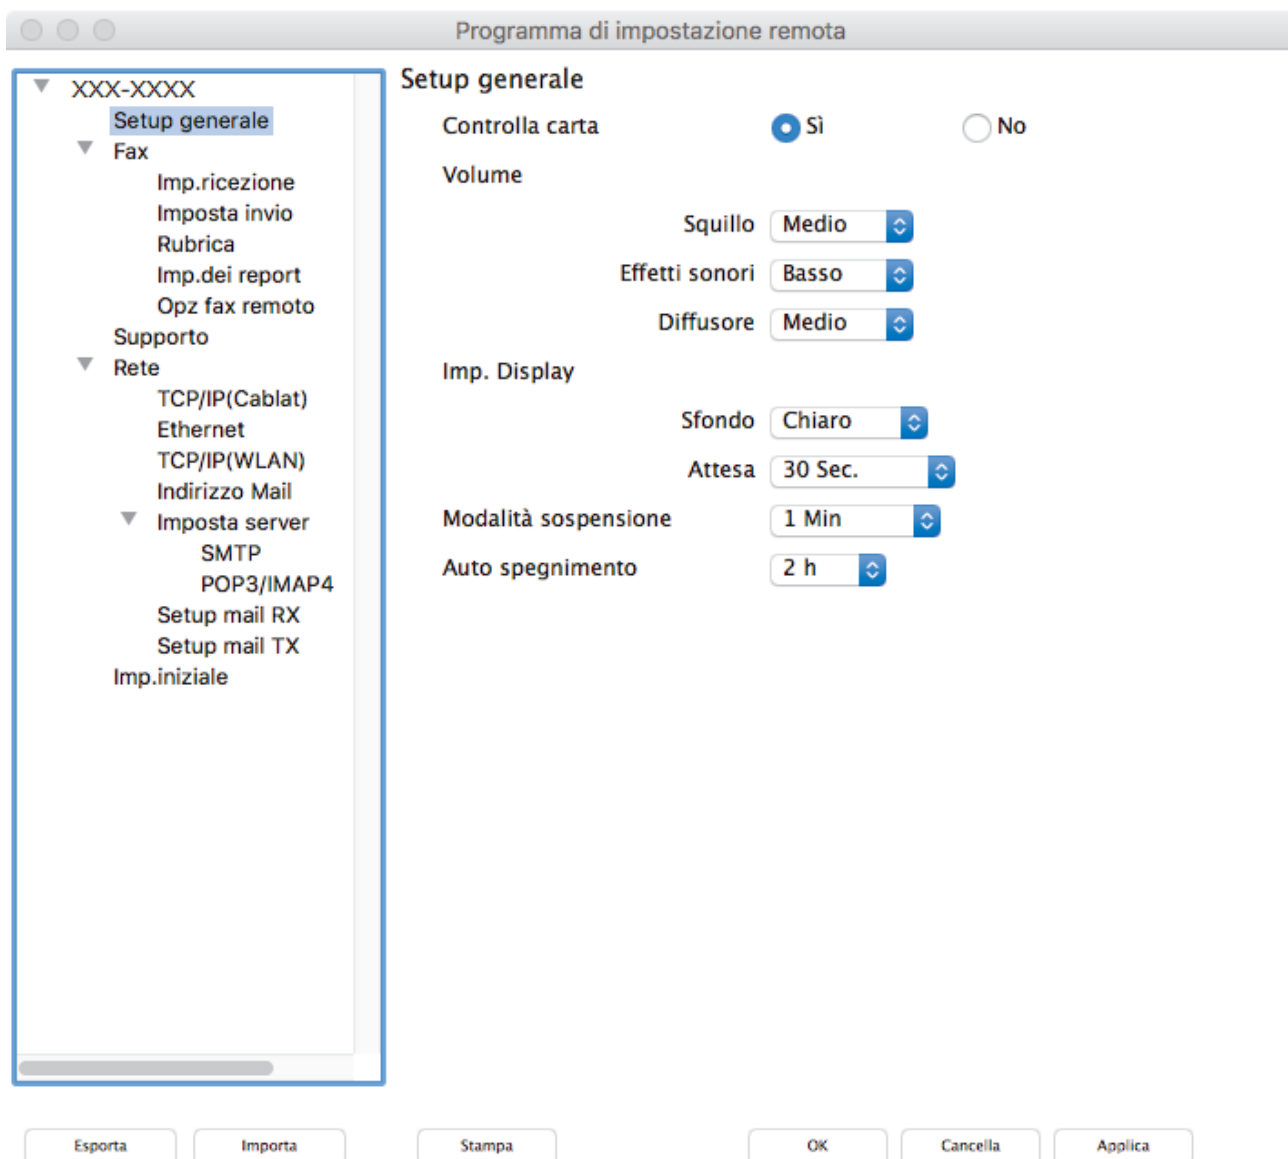 Programma di impostazione remota
XXX-XXXX
Setup generale
Fax
Imp.ricezione
Imposta invio
Rubrica
Imp.dei report
Opz fax remoto
Supporto
Rete
TCP/IP(Cablat)
Ethernet
TCP/IP(WLAN)
Indirizzo Mail
Imposta server
SMTP
POP3/IMAP4
Setup mail RX
Setup mail TX
Imp.iniziale
Setup generale
Controlla carta Sì No
Volume
Squillo Medio
Effetti sonori Basso
Diffusore Medio
Imp. Display
Sfondo Chiaro
Attesa 30 Sec.
Modalità sospensione 1 Min
Auto spegnimento 2 h
Esporta Importa Stampa OK Cancella Applica